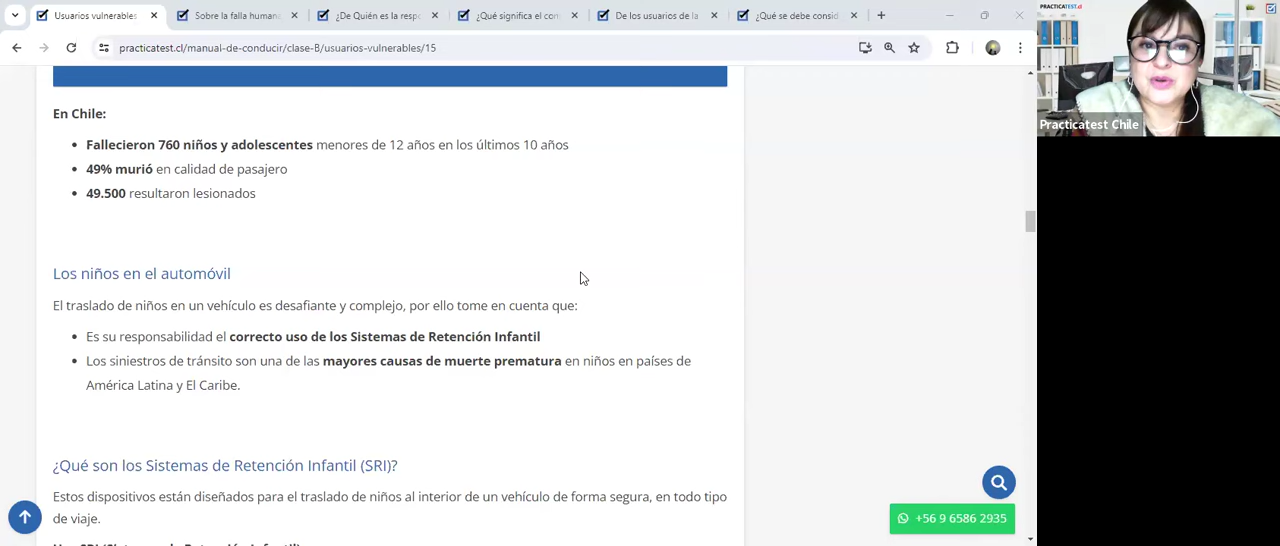 Usuarios vulnerables
Sobre la falla humana
¿De Quién es la resp
¿Qué significa el con
De los usuarios de la
¿Qué se debe consid
practicatest.cl/manual-de-conducir/clase-B/usuarios-vulnerables/15
PRACTICATEST.cl
Practicatest Chile
En Chile:
Fallecieron 760 niños y adolescentes menores de 12 años en los últimos 10 años
49% murió en calidad de pasajero
49.500 resultaron lesionados
Los niños en el automóvil
El traslado de niños en un vehículo es desafiante y complejo, por ello tome en cuenta que:
Es su responsabilidad el correcto uso de los Sistemas de Retención Infantil
Los siniestros de tránsito son una de las mayores causas de muerte prematura en niños en países de
América Latina y El Caribe.
¿Qué son los Sistemas de Retención Infantil (SRI)?
Estos dispositivos están diseñados para el traslado de niños al interior de un vehículo de forma segura, en todo tipo
de viaje.
+56 9 6586 2935